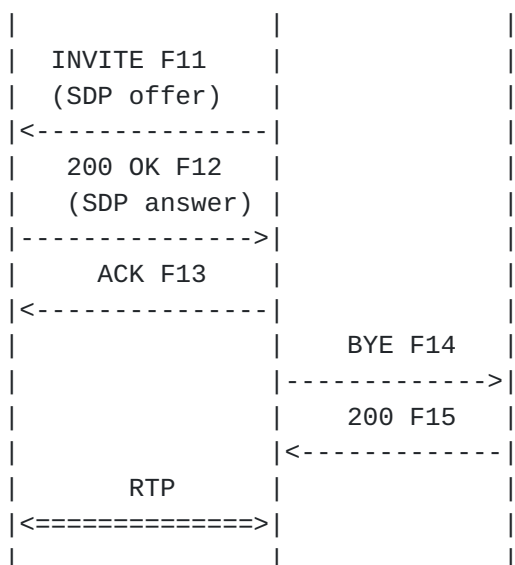 INVITE F11
(SDP offer)
200 OK F12
(SDP answer)
ACK F13
BYE F14
200 F15
RTP